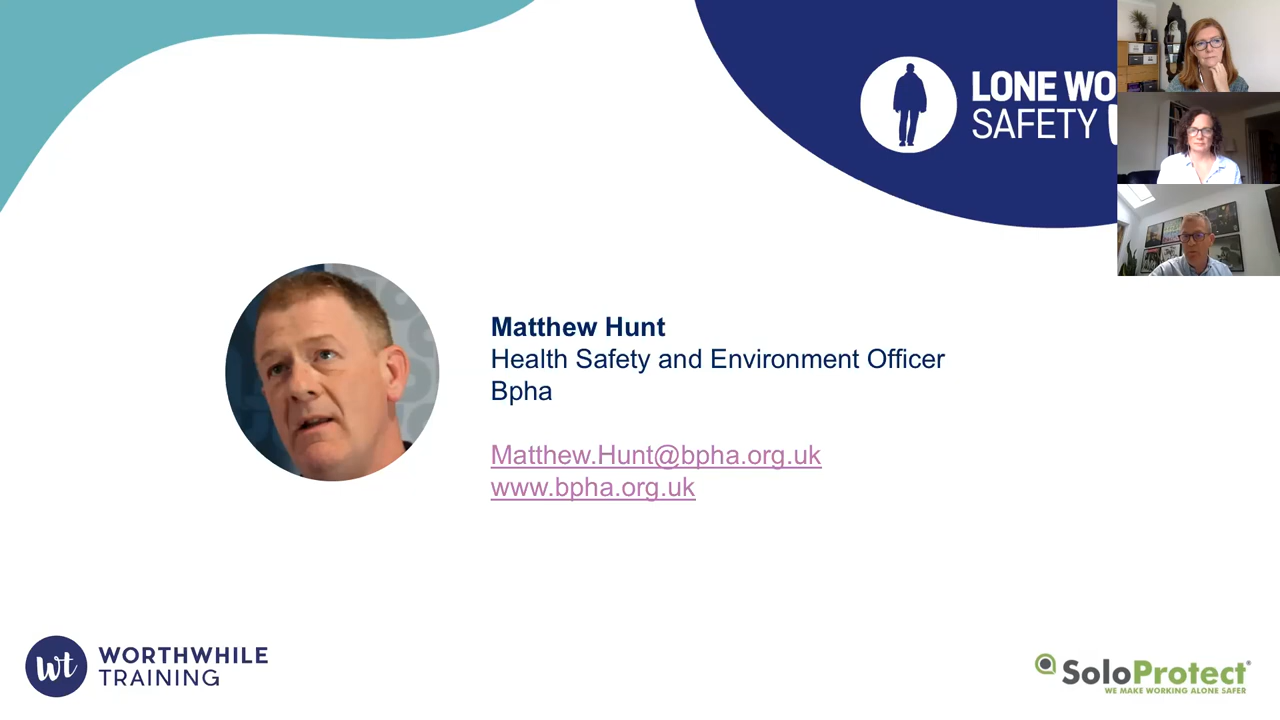 LONE WO
SAFETY
Matthew Hunt
Health Safety and Environment Officer
Bpha
Matthew.Hunt@bpha.org.uk
www.bpha.org.uk
wt WORTHWHILE
TRAINING
SoloProtect®
WE MAKE WORKING ALONE SAFER